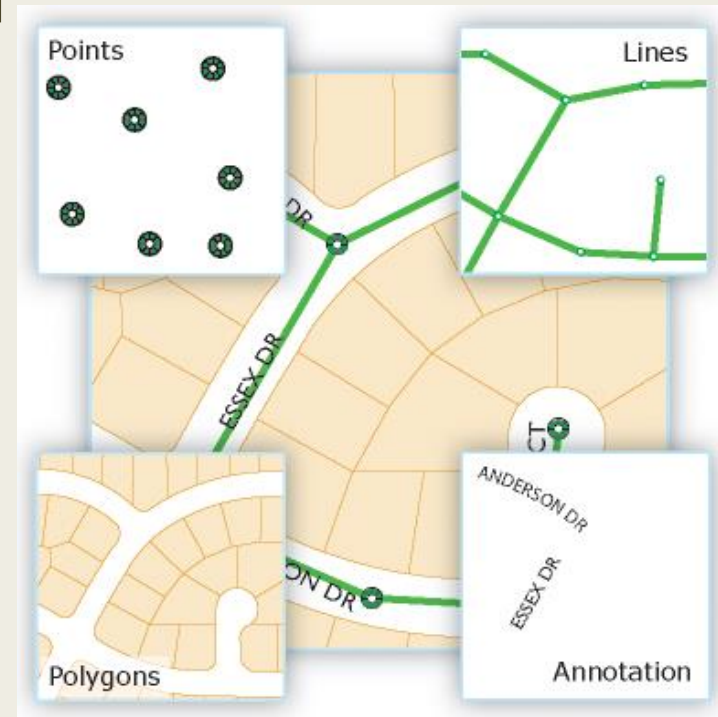 Points
Lines
DR
ESSEX DR
CT
ON DR
Polygons
ANDERSON DR
ESSEX DR
Annotation